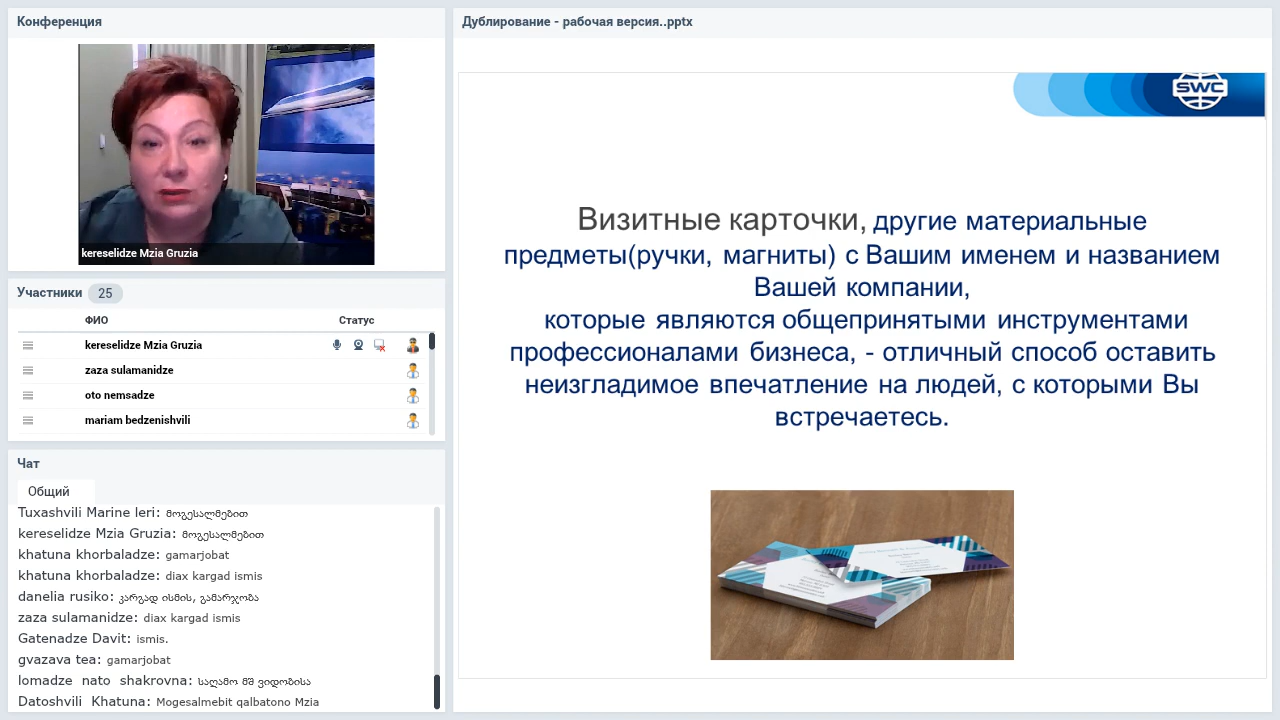 Конференция
kereselidze Mzia Gruzia
Участники 25
ФИО Статус
kereselidze Mzia Gruzia
zaza sulamanidze
oto nemsadze
mariam bedzenishvili
Чат
Общий
Tuxashvili Marine leri: მოგესალმებით
kereselidze Mzia Gruzia: მოგესალმებით
khatuna khorbaladze: gamarjobat
khatuna khorbaladze: diax kargad ismis
danelia rusiko: კარგად ისმის, გამარჯობა
zaza sulamanidze: diax kargad ismis
Gatenadze Davit: ismis.
gvazava tea: gamarjobat
lomadze nato shakrovna: საღამო მშ ვიდობისა
Datoshvili Khatuna: Mogesalmebit qalbatono Mzia
Дублирование - рабочая версия..pptx
SWC
Визитные карточки, другие материальные
предметы(ручки, магниты) с Вашим именем и названием
Вашей компании,
которые являются общепринятыми инструментами
профессионалами бизнеса, - отличный способ оставить
неизгладимое впечатление на людей, с которыми Вы
встречаетесь.